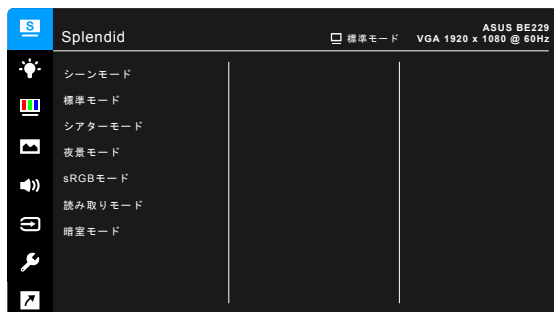 S
Splendid
標準モード
ASUS BE229
VGA 1920 x 1080 @ 60Hz
シーンモード
標準モード
シアターモード
夜景モード
sRGBモード
読み取りモード
暗室モード